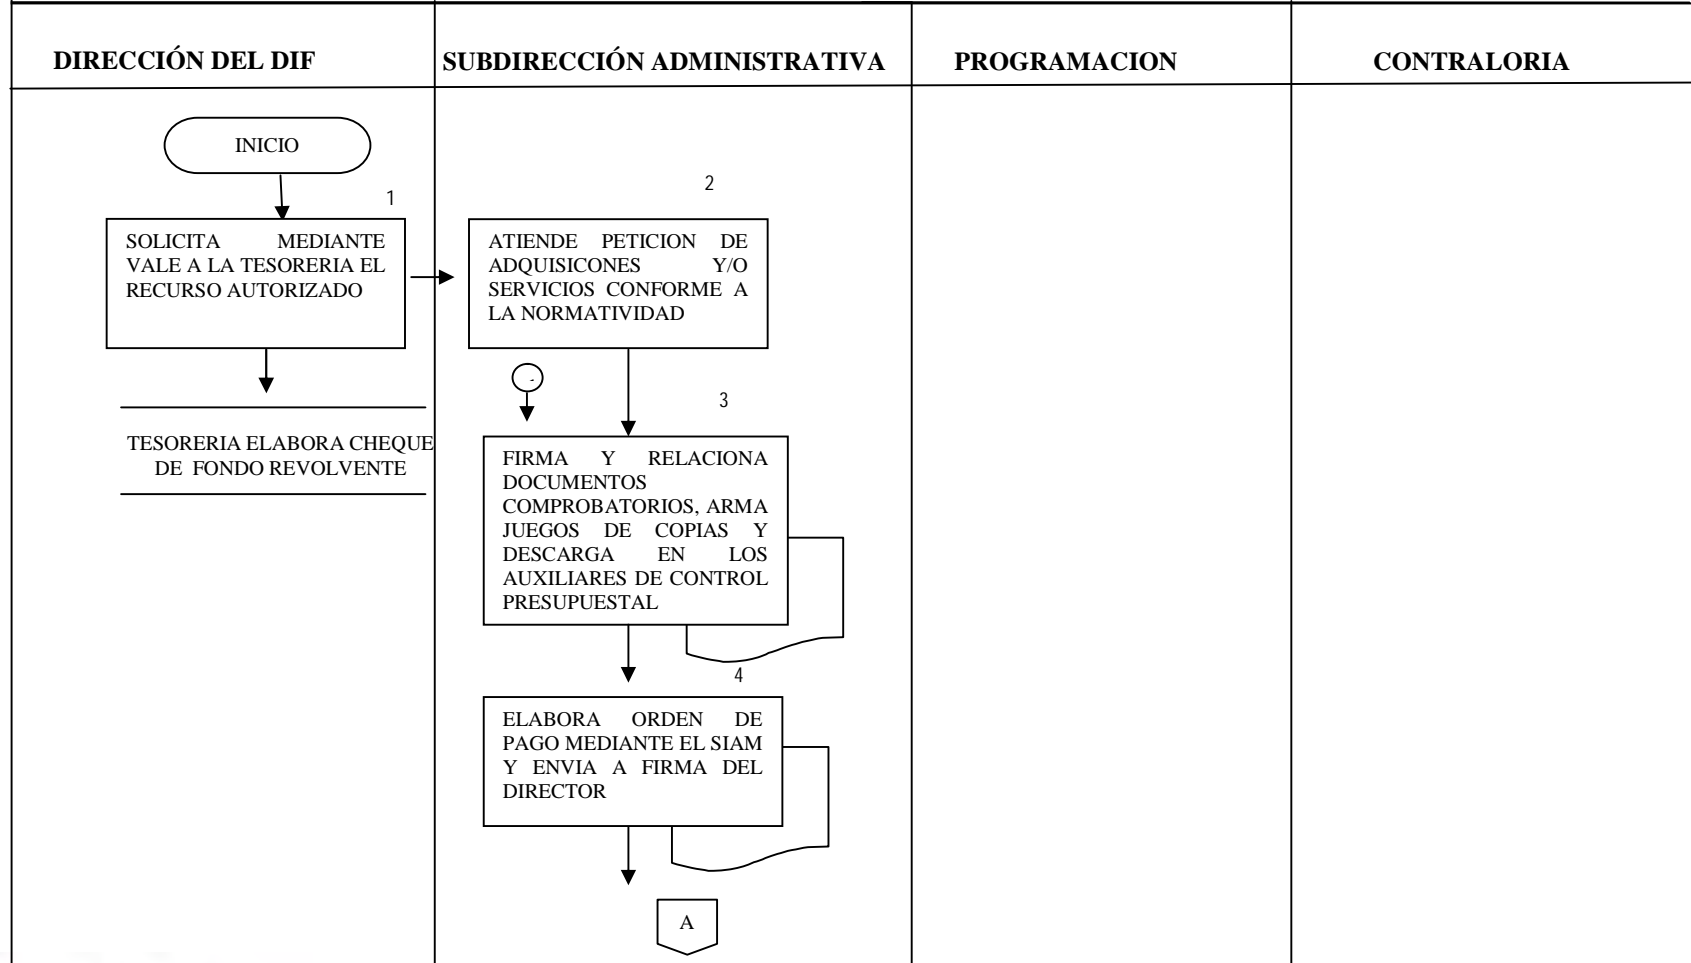 DIRECCIÓN DEL DIF
SUBDIRECCIÓN ADMINISTRATIVA
PROGRAMACION
CONTRALORIA
INICIO
1
SOLICITA MEDIANTE
VALE A LA TESORERIA EL
RECURSO AUTORIZADO
TESORERIA ELABORA CHEQUE
DE FONDO REVOLVENTE
2
ATIENDE PETICION DE
ADQUISICONES Y/O
SERVICIOS CONFORME A
LA NORMATIVIDAD
3
FIRMA Y RELACIONA
DOCUMENTOS
COMPROBATORIOS, ARMA
JUEGOS DE COPIAS Y
DESCARGA EN LOS
AUXILIARES DE CONTROL
PRESUPUESTAL
4
ELABORA ORDEN DE
PAGO MEDIANTE EL SIAM
Y ENVIA A FIRMA DEL
DIRECTOR
A